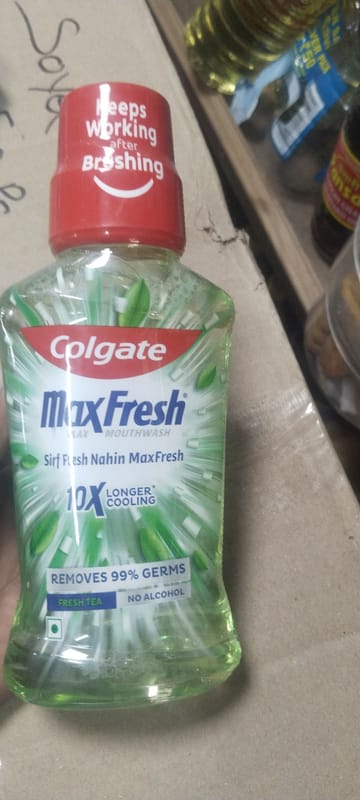 Keeps
Working
after
Brushing
Colgate
MaxFresh®
MAX MOUTHWASH
Sirf Fresh Nahin MaxFresh
10X LONGER*
COOLING
REMOVES 99% GERMS
FRESH TEA NO ALCOHOL
Soya